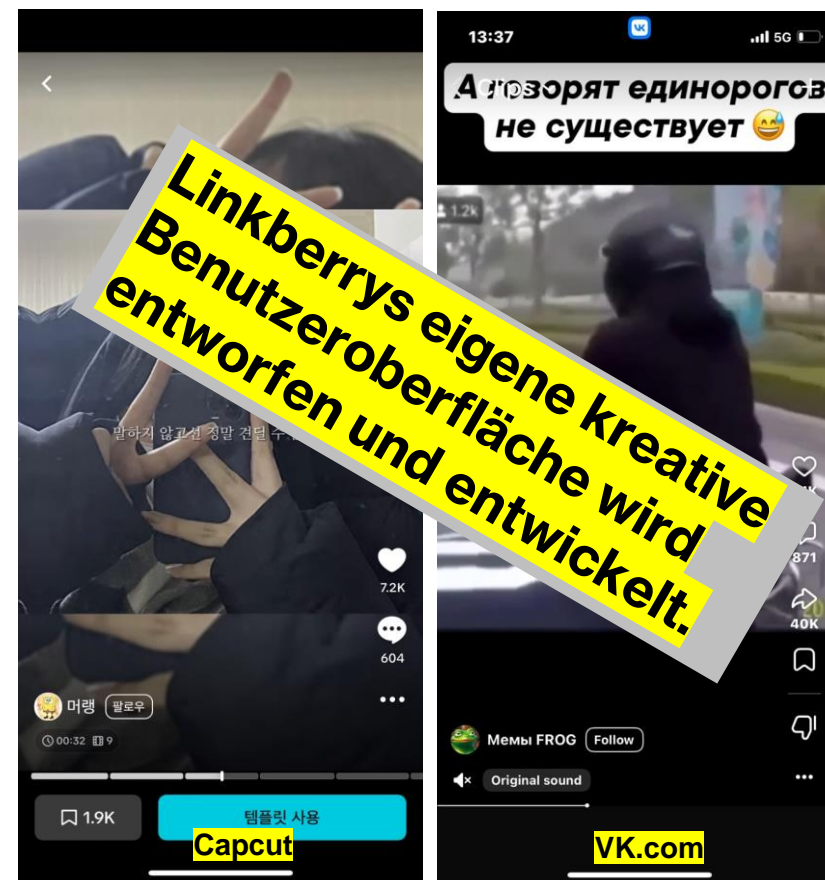 13:37
5G
Clips
А говорят единорогов
не существует 😅
1.2k
Linkberrys eigene kreative
Benutzeroberfläche wird
entworfen und entwickelt.
말하지 않고선 정말 견딜
7.2K
604
머랭 팔로우
00:32 9
1.9K
템플릿 사용
Capcut
871
40K
Мемы FROG Follow
Original sound
VK.com